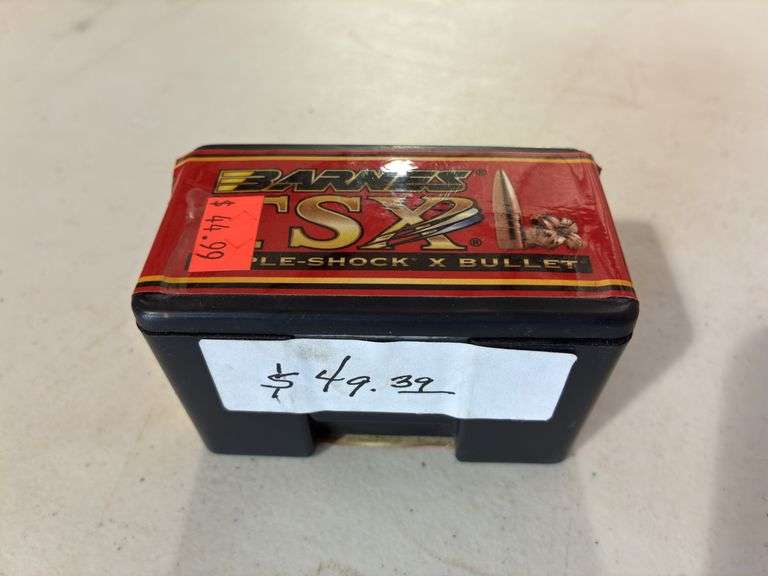 BARNES®
TSX®
PLE-SHOCK X BULLET
$ 44.99
$ 49.39